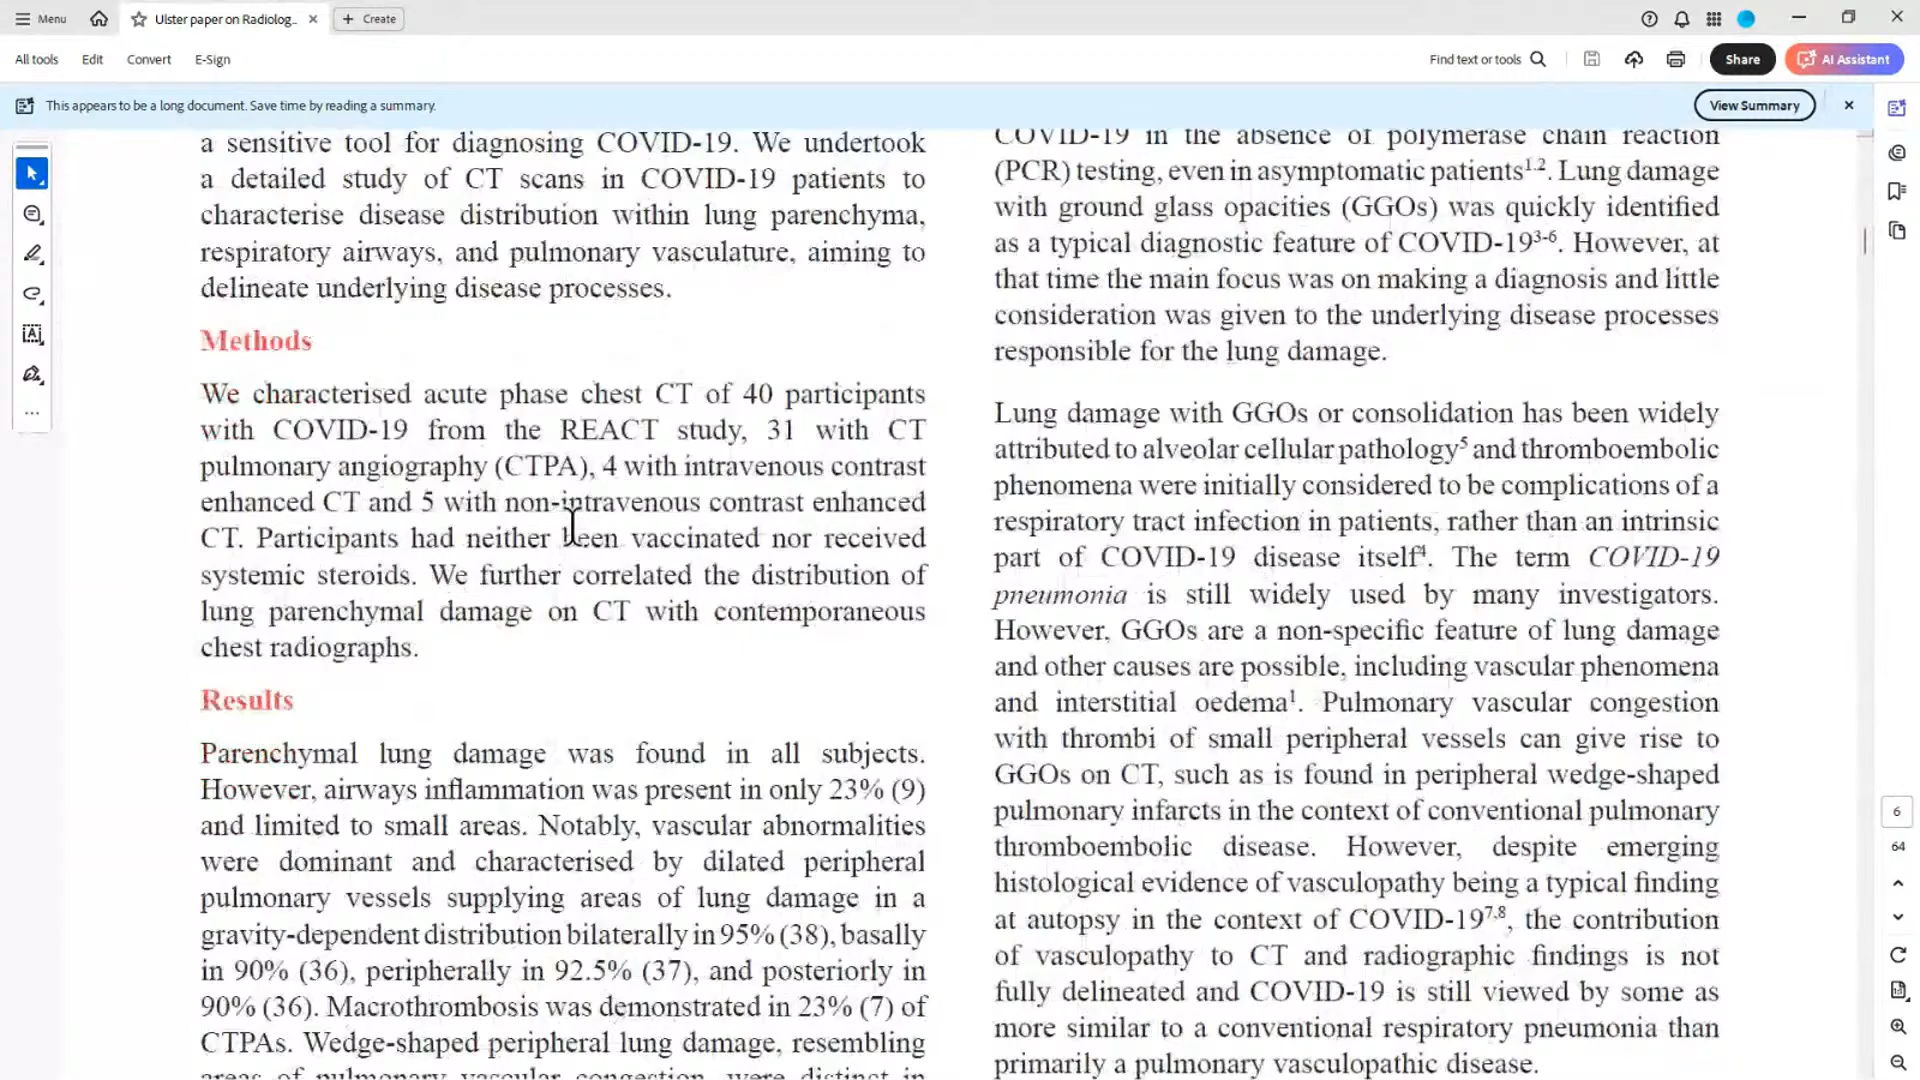 Menu
Ulster paper on Radiolog..
Create
All tools
Edit
Convert
E-Sign
Find text or tools
Share
AI Assistant
This appears to be a long document. Save time by reading a summary.
View Summary
a sensitive tool for diagnosing COVID-19. We undertook
a detailed study of CT scans in COVID-19 patients to
characterise disease distribution within lung parenchyma,
respiratory airways, and pulmonary vasculature, aiming to
delineate underlying disease processes.
Methods
We characterised acute phase chest CT of 40 participants
with COVID-19 from the REACT study, 31 with CT
pulmonary angiography (CTPA), 4 with intravenous contrast
enhanced CT and 5 with non-intravenous contrast enhanced
CT. Participants had neither been vaccinated nor received
systemic steroids. We further correlated the distribution of
lung parenchymal damage on CT with contemporaneous
chest radiographs.
Results
Parenchymal lung damage was found in all subjects.
However, airways inflammation was present in only 23% (9)
and limited to small areas. Notably, vascular abnormalities
were dominant and characterised by dilated peripheral
pulmonary vessels supplying areas of lung damage in a
gravity-dependent distribution bilaterally in 95% (38), basally
in 90% (36), peripherally in 92.5% (37), and posteriorly in
90% (36). Macrothrombosis was demonstrated in 23% (7) of
CTPAs. Wedge-shaped peripheral lung damage, resembling
areas of pulmonary vascular congestion, were distinct in
COVID-19 in the absence of polymerase chain reaction
(PCR) testing, even in asymptomatic patients1,2. Lung damage
with ground glass opacities (GGOs) was quickly identified
as a typical diagnostic feature of COVID-193-6. However, at
that time the main focus was on making a diagnosis and little
consideration was given to the underlying disease processes
responsible for the lung damage.
Lung damage with GGOs or consolidation has been widely
attributed to alveolar cellular pathology5 and thromboembolic
phenomena were initially considered to be complications of a
respiratory tract infection in patients, rather than an intrinsic
part of COVID-19 disease itself4. The term COVID-19
pneumonia is still widely used by many investigators.
However, GGOs are a non-specific feature of lung damage
and other causes are possible, including vascular phenomena
and interstitial oedema1. Pulmonary vascular congestion
with thrombi of small peripheral vessels can give rise to
GGOs on CT, such as is found in peripheral wedge-shaped
pulmonary infarcts in the context of conventional pulmonary
thromboembolic disease. However, despite emerging
histological evidence of vasculopathy being a typical finding
at autopsy in the context of COVID-197,8, the contribution
of vasculopathy to CT and radiographic findings is not
fully delineated and COVID-19 is still viewed by some as
more similar to a conventional respiratory pneumonia than
primarily a pulmonary vasculopathic disease.
6
64